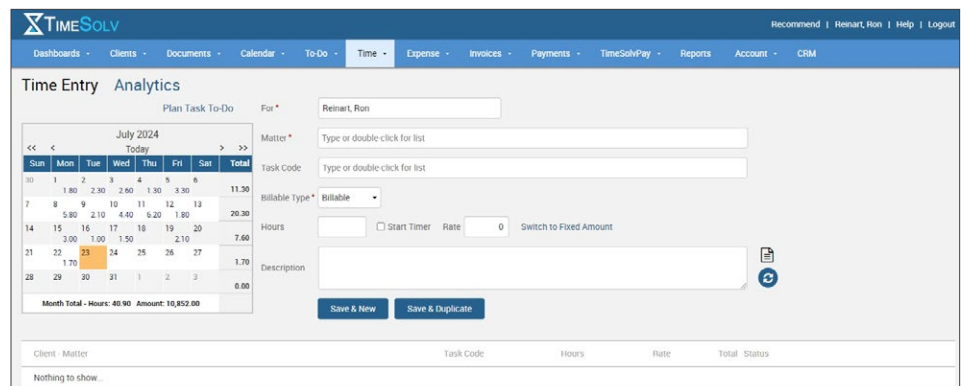 TIMESOLV
Recommend | Reinart, Ron | Help | Logout
Dashboards - Clients - Documents - Calendar - To-Do - Time - Expense - Invoices - Payments - TimeSolvPay - Reports Account - CRM
Time Entry Analytics
Plan Task To-Do
For * Reinart, Ron
July 2024
<< < Today > >>
Matter * Type or double-click for list
Sun Mon Tue Wed Thu Fri Sat Total
Task Code Type or double-click for list
30 1 2 3 4 5 6
1.80 2.30 2.60 1.30 3.30 11.30
Billable Type * Billable
7 8 9 10 11 12 13
5.80 2.10 4.40 6.20 1.80 20.30
14 15 16 17 18 19 20
3.00 1.00 1.50 2.10 7.60
Hours Start Timer Rate 0 Switch to Fixed Amount
21 22 23 24 25 26 27
1.70 1.70
Description
28 29 30 31 1 2 3
0.00
Month Total - Hours: 40.90 Amount: 10,852.00
Save & New Save & Duplicate
Client - Matter Task Code Hours Rate Total Status
Nothing to show...